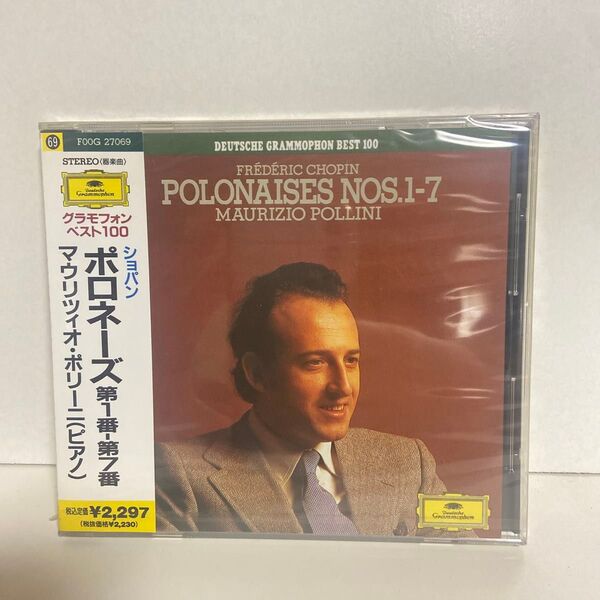 69 F00G 27069
STEREO〈器楽曲〉
Deutsche
Grammophon
グラモフォン
ベスト100
ショパン
ポロネーズ 第1番-第7番
マウリツィオ・ポリーニ(ピアノ)
税込定価¥2,297
(税抜価格¥2,230)
DEUTSCHE GRAMMOPHON BEST 100
FRÉDÉRIC CHOPIN
POLONAISES NOS.1-7
MAURIZIO POLLINI
Deutsche
Grammophon